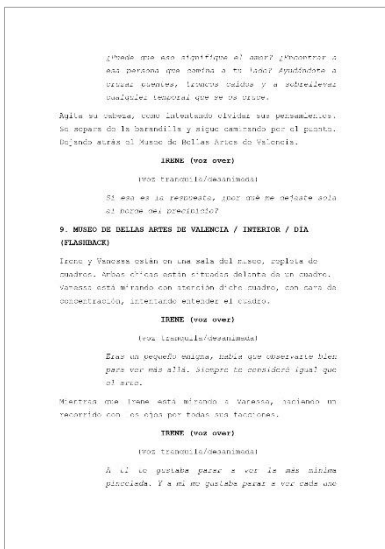 ¿Puede que eso signifique el amor? ¿Encontrar a
esa persona que camina a tu lado? Ayudándote a
cruzar puentes, troncos caídos y a sobrellevar
cualquier temporal que se os cruce.
Agita su cabeza, como intentando olvidar sus pensamientos.
Se separa de la barandilla y sigue caminando por el puente.
Dejando atrás el Museo de Bellas Artes de Valencia.
IRENE (voz over)
(voz tranquila/desanimada)
Si esa es la respuesta, ¿por qué me dejaste sola
al borde del precipicio?
9. MUSEO DE BELLAS ARTES DE VALENCIA / INTERIOR / DÍA
(FLASHBACK)
Irene y Vanessa están en una sala del museo, repleta de
cuadros. Ambas chicas están situadas delante de un cuadro.
Vanessa está mirando con atención dicho cuadro, con cara de
concentración, intentando entender el cuadro.
IRENE (voz over)
(voz tranquila/desanimada)
Eras un pequeño enigma, había que observarte bien
para ver más allá. Siempre te consideré igual que
el arte.
Mientras que Irene está mirando a Vanessa, haciendo un
recorrido con los ojos por todas sus facciones.
IRENE (voz over)
(voz tranquila/desanimada)
A ti te gustaba parar a ver la más mínima
pincelada. Y a mí me gustaba parar a ver cada uno